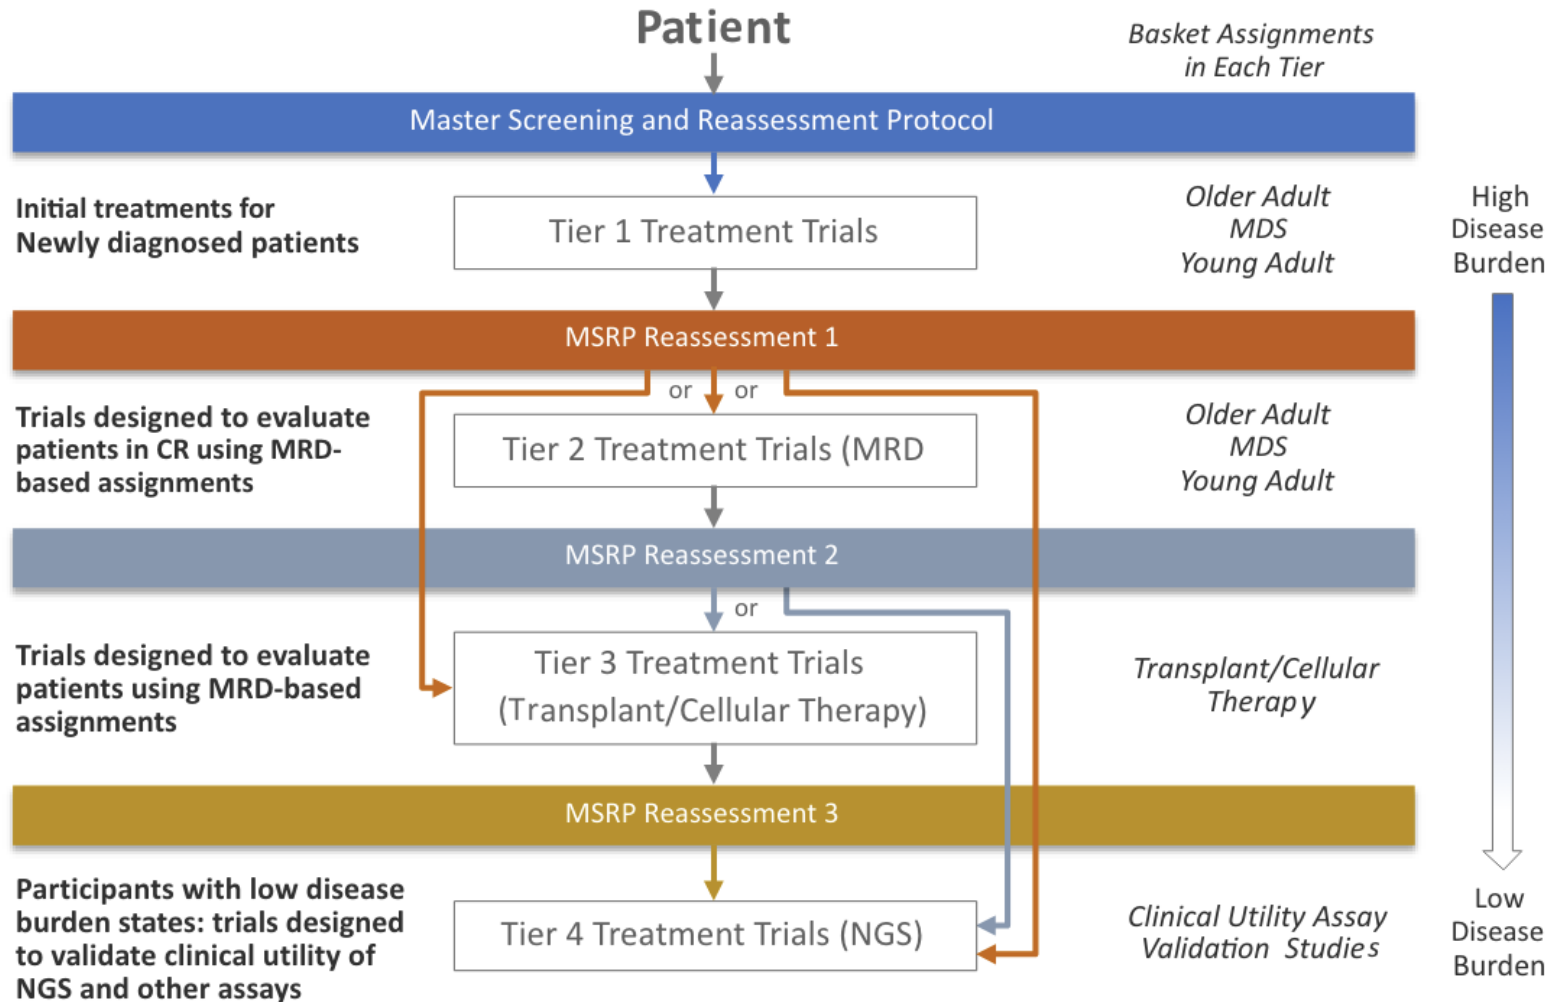 Patient
Basket Assignments
in Each Tier
Master Screening and Reassessment Protocol
Initial treatments for
Newly diagnosed patients
Tier 1 Treatment Trials
Older Adult
MDS
Young Adult
High
Disease
Burden
MSRP Reassessment 1
or
or
Trials designed to evaluate
patients in CR using MRD-
based assignments
Tier 2 Treatment Trials (MRD
Older Adult
MDS
Young Adult
MSRP Reassessment 2
or
Trials designed to evaluate
patients using MRD-based
assignments
Tier 3 Treatment Trials
(Transplant/Cellular Therapy)
Transplant/Cellular
Therapy
MSRP Reassessment 3
Participants with low disease
burden states: trials designed
to validate clinical utility of
NGS and other assays
Tier 4 Treatment Trials (NGS)
Clinical Utility Assay
Validation Studies
Low
Disease
Burden